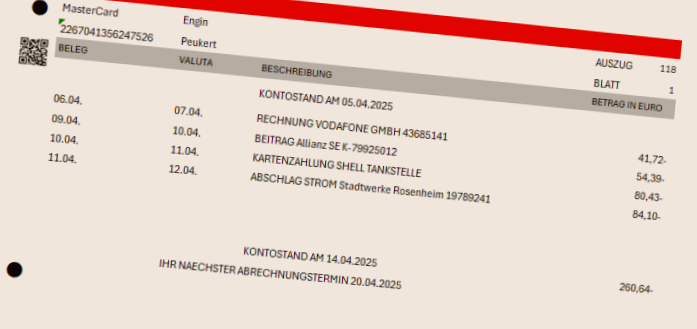 MasterCard Engin
2267041356247526 Peukert
AUSZUG 118
BLATT 1
BELEG VALUTA BESCHREIBUNG BETRAG IN EURO
KONTOSTAND AM 05.04.2025
06.04. 07.04. RECHNUNG VODAFONE GMBH 43685141 41,72-
09.04. 10.04. BEITRAG Allianz SE K-79925012 54,39-
10.04. 11.04. KARTENZAHLUNG SHELL TANKSTELLE 80,43-
11.04. 12.04. ABSCHLAG STROM Stadtwerke Rosenheim 19789241 84,10-
KONTOSTAND AM 14.04.2025 260,64-
IHR NAECHSTER ABRECHNUNGSTERMIN 20.04.2025